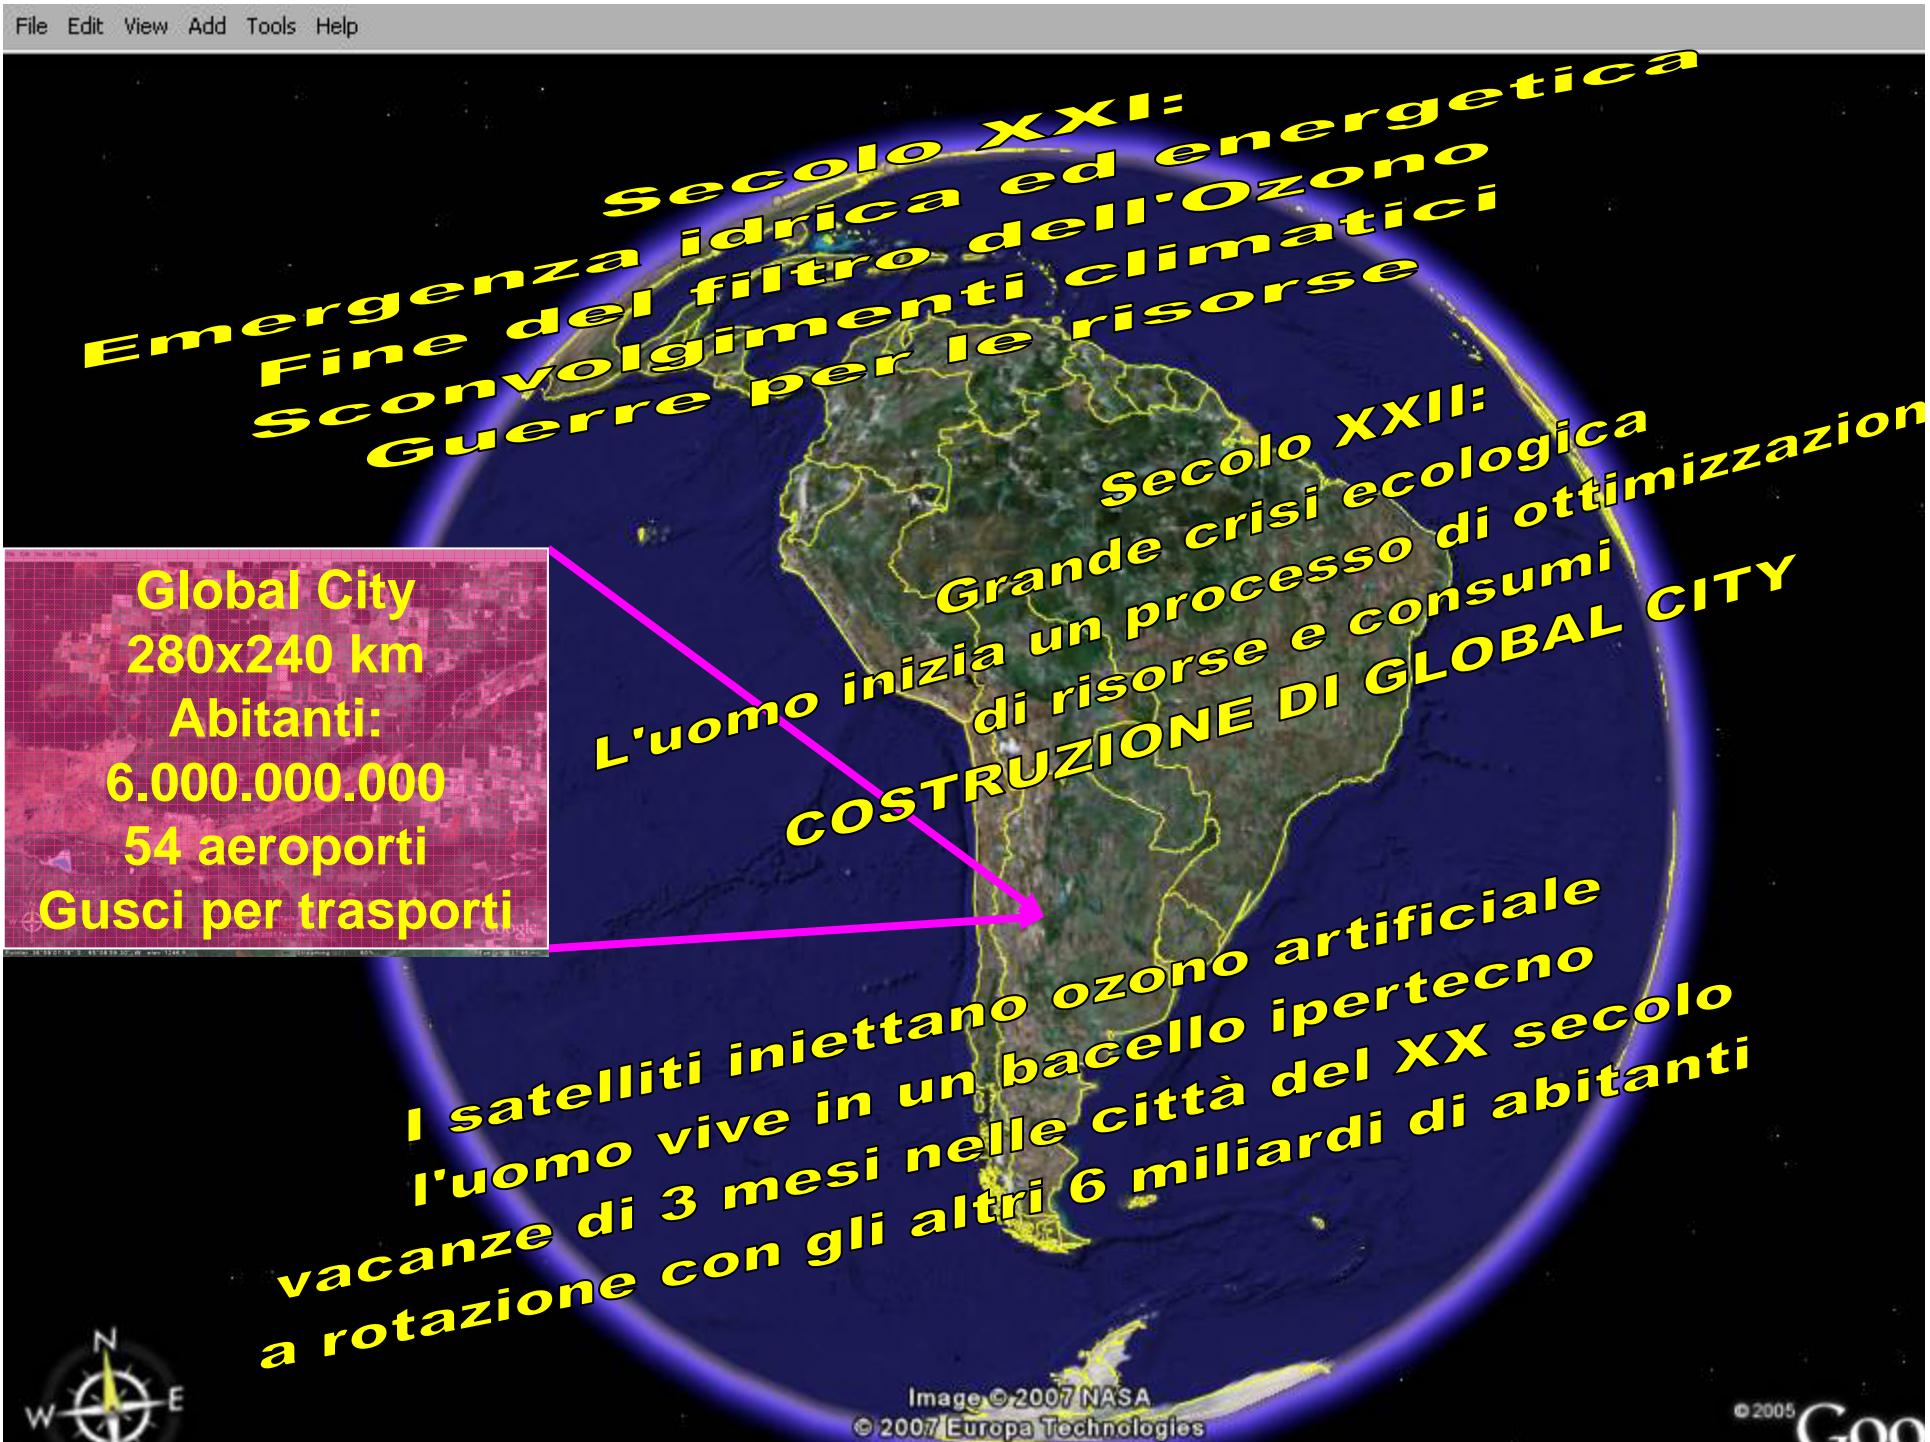 File Edit View Add Tools Help
Secolo XXI:
Emergenza idrica ed energetica
Fine del filtro dell'Ozono
Sconvolgimenti climatici
Guerre per le risorse
Secolo XXII:
Grande crisi ecologica
L'uomo inizia un processo di ottimizzazion
di risorse e consumi
COSTRUZIONE DI GLOBAL CITY
Global City
280x240 km
Abitanti:
6.000.000.000
54 aeroporti
Gusci per trasporti
Google
I satelliti iniettano ozono artificiale
l'uomo vive in un bacello ipertecno
vacanze di 3 mesi nelle città del XX secolo
a rotazione con gli altri 6 miliardi di abitanti
N
W E
Image © 2007 NASA
© 2007 Europa Technologies
© 2005 Goo